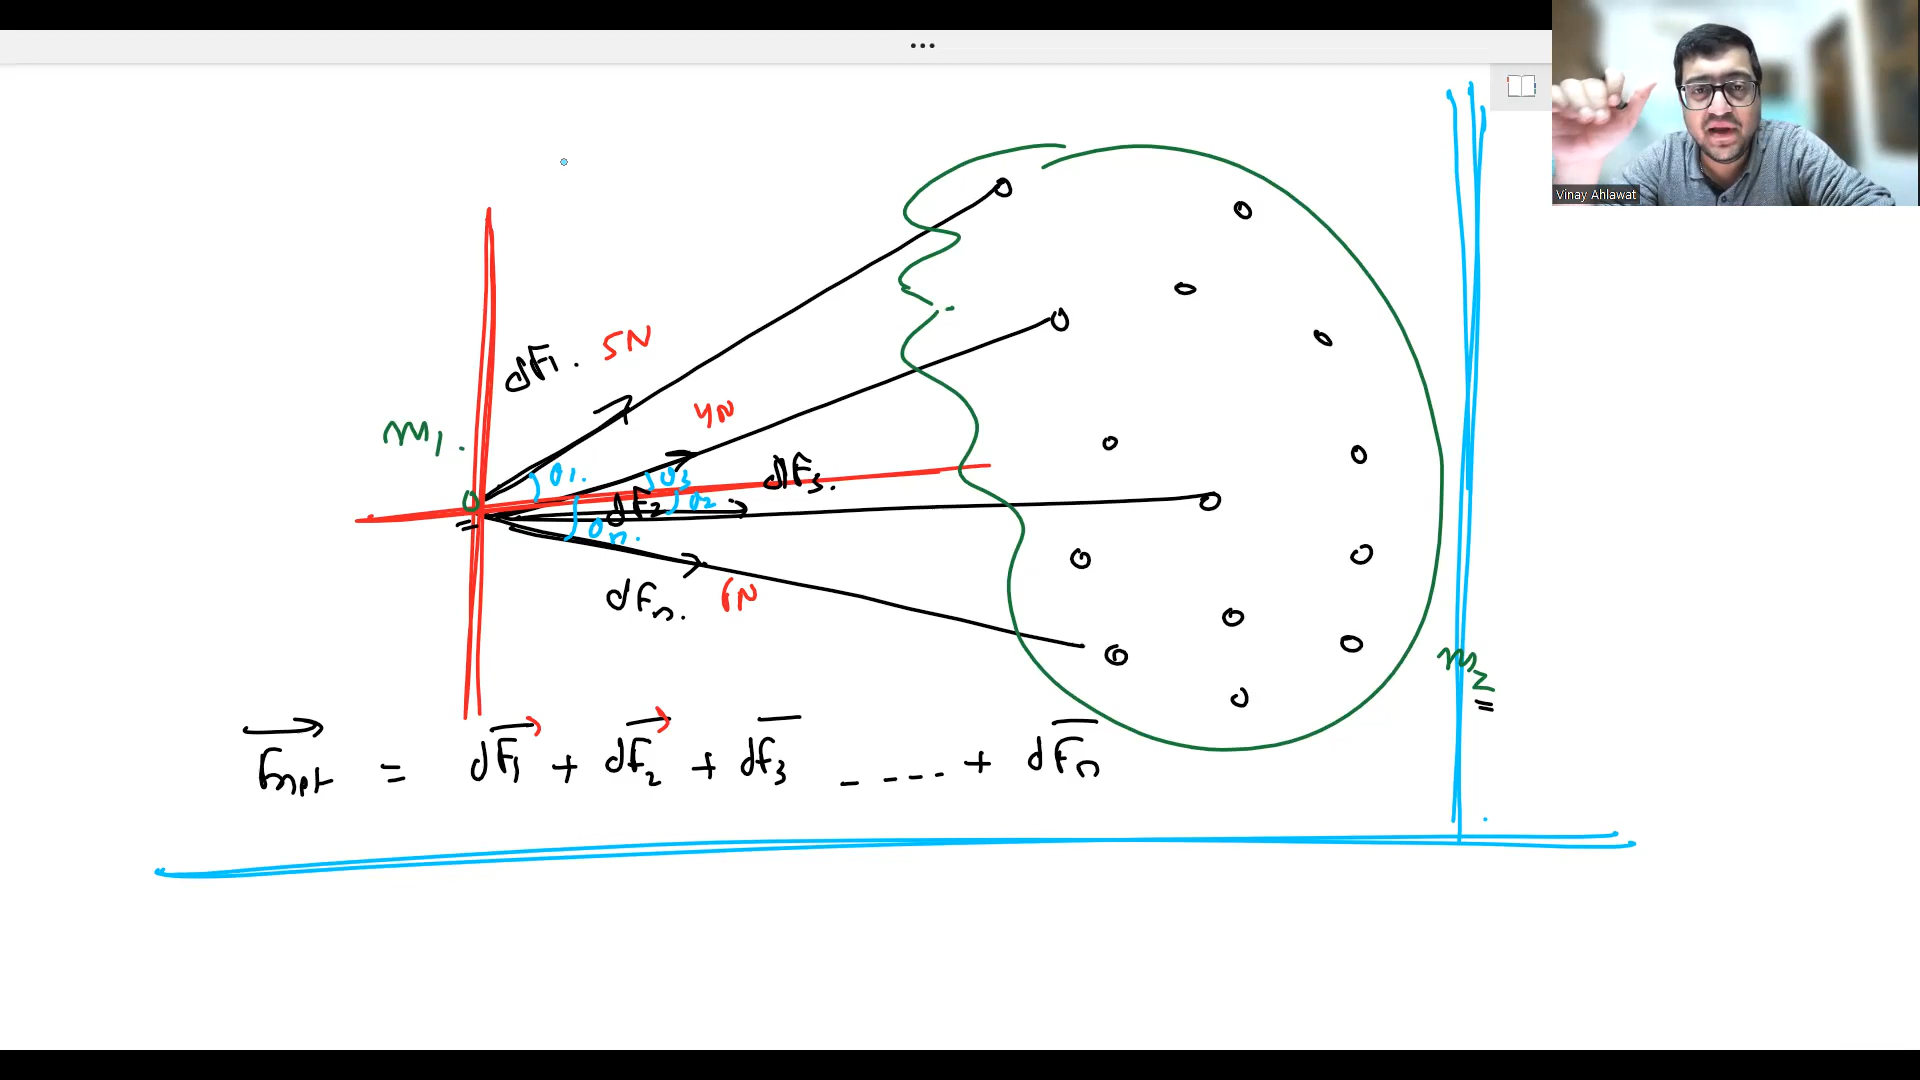 Vinay Ahlawat
dF1. 5N
4N
m1.
θ1.
θ3
dF3.
dF2
θ2
θn.
dFn. 6N
m2
Fnet = dF1 + dF2 + dF3 ----- + dFn